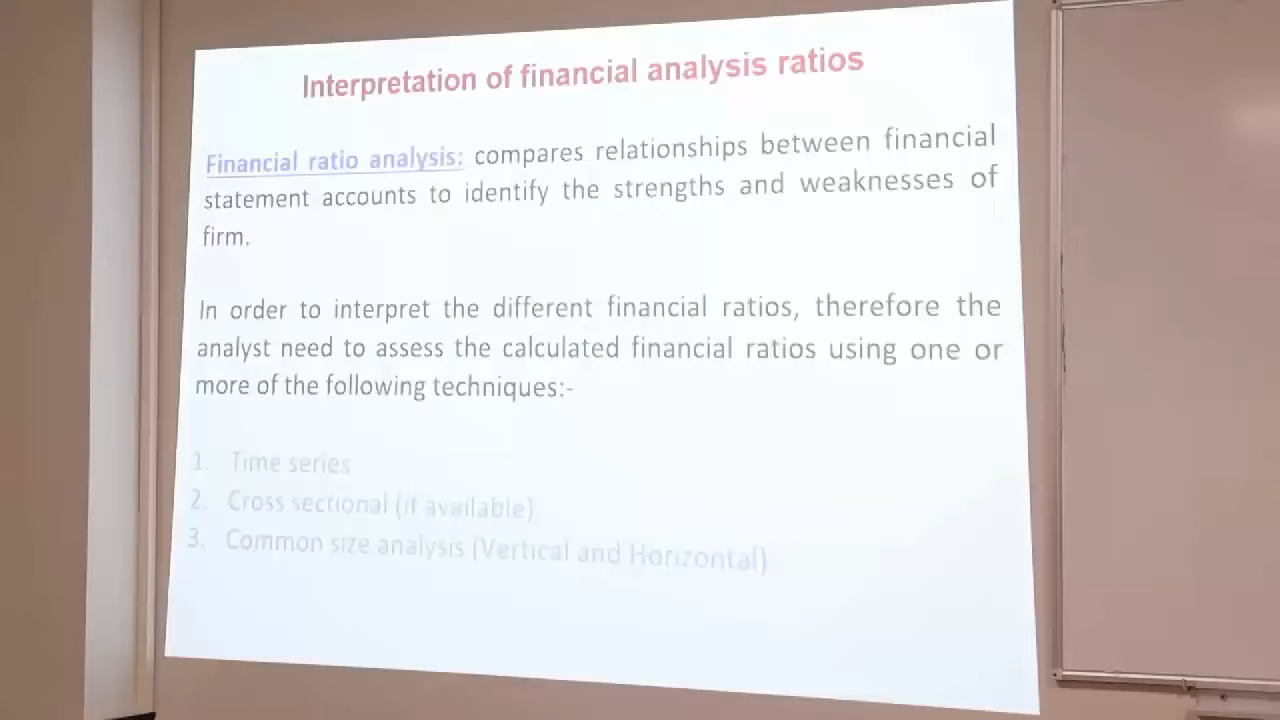 Interpretation of financial analysis ratios
Financial ratio analysis: compares relationships between financial
statement accounts to identify the strengths and weaknesses of
firm.
In order to interpret the different financial ratios, therefore the
analyst need to assess the calculated financial ratios using one or
more of the following techniques:-
1. Time series
2. Cross sectional (if available)
3. Common size analysis (Vertical and Horizontal)